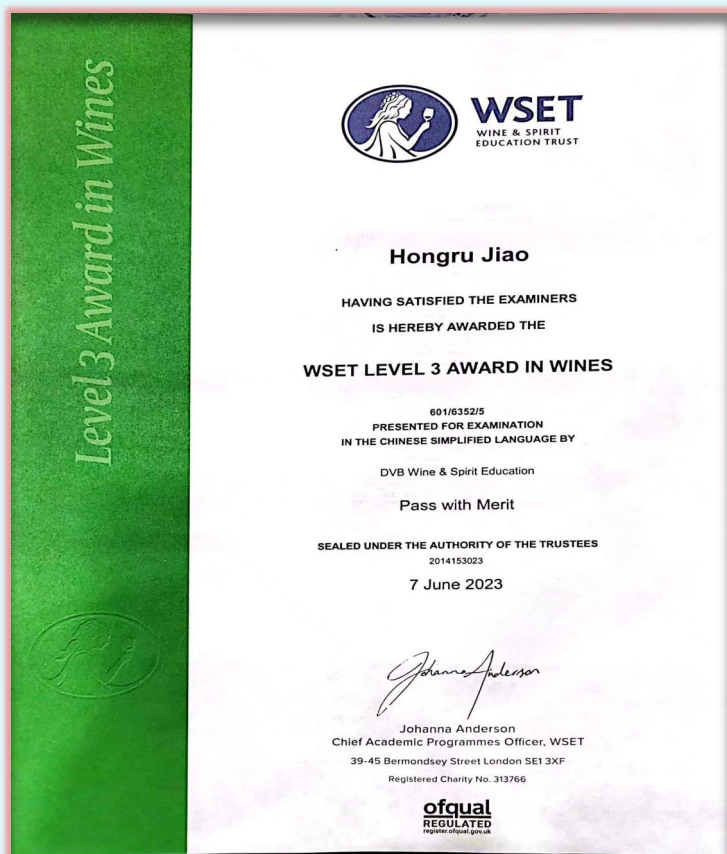 Level 3 Award in Wines
WSET
WINE & SPIRIT
EDUCATION TRUST
Hongru Jiao
HAVING SATISFIED THE EXAMINERS
IS HEREBY AWARDED THE
WSET LEVEL 3 AWARD IN WINES
601/6352/5
PRESENTED FOR EXAMINATION
IN THE CHINESE SIMPLIFIED LANGUAGE BY
DVB Wine & Spirit Education
Pass with Merit
SEALED UNDER THE AUTHORITY OF THE TRUSTEES
2014153023
7 June 2023
Johanna Anderson
Johanna Anderson
Chief Academic Programmes Officer, WSET
39-45 Bermondsey Street London SE1 3XF
Registered Charity No. 313766
ofqual
REGULATED
register.ofqual.gov.uk